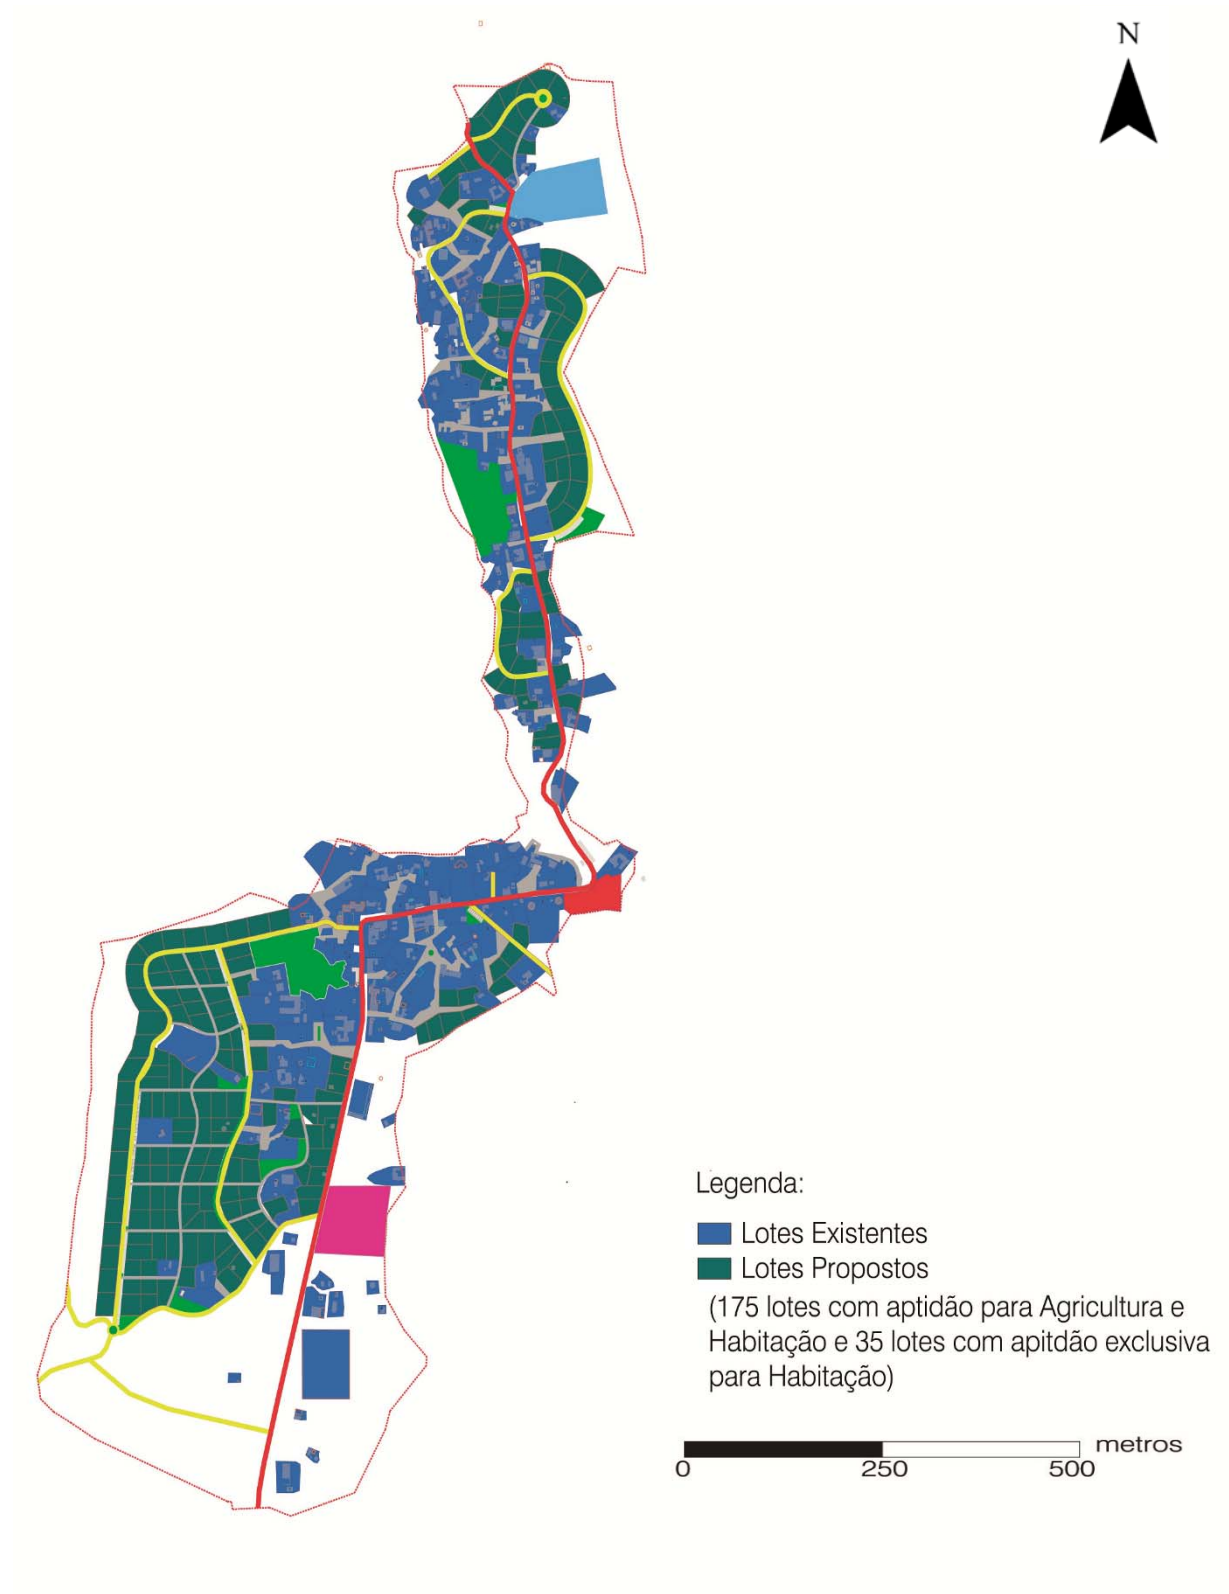 N
Legenda:
Lotes Existentes
Lotes Propostos
(175 lotes com aptidão para Agricultura e
Habitação e 35 lotes com apitdão exclusiva
para Habitação)
metros
0 250 500